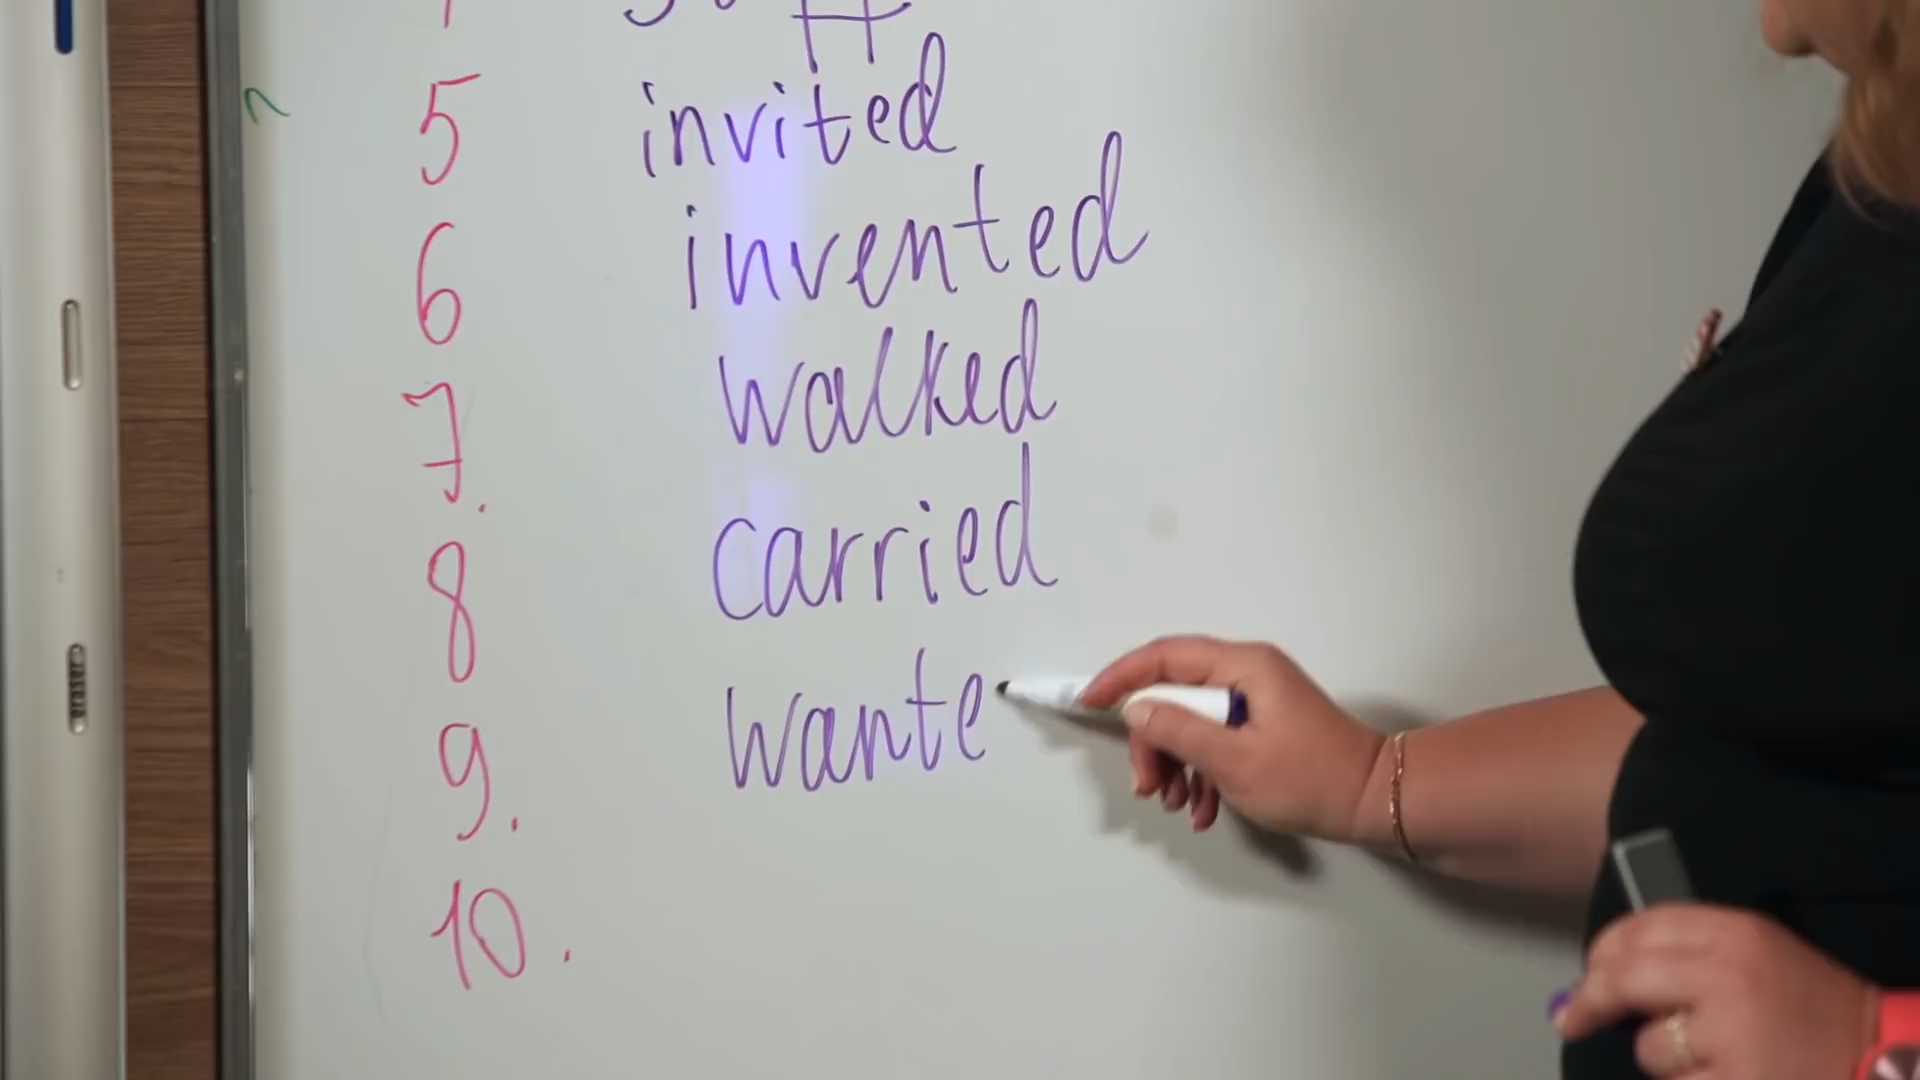 5 invited
6 invented
7. walked
8 carried
9. wante
10.